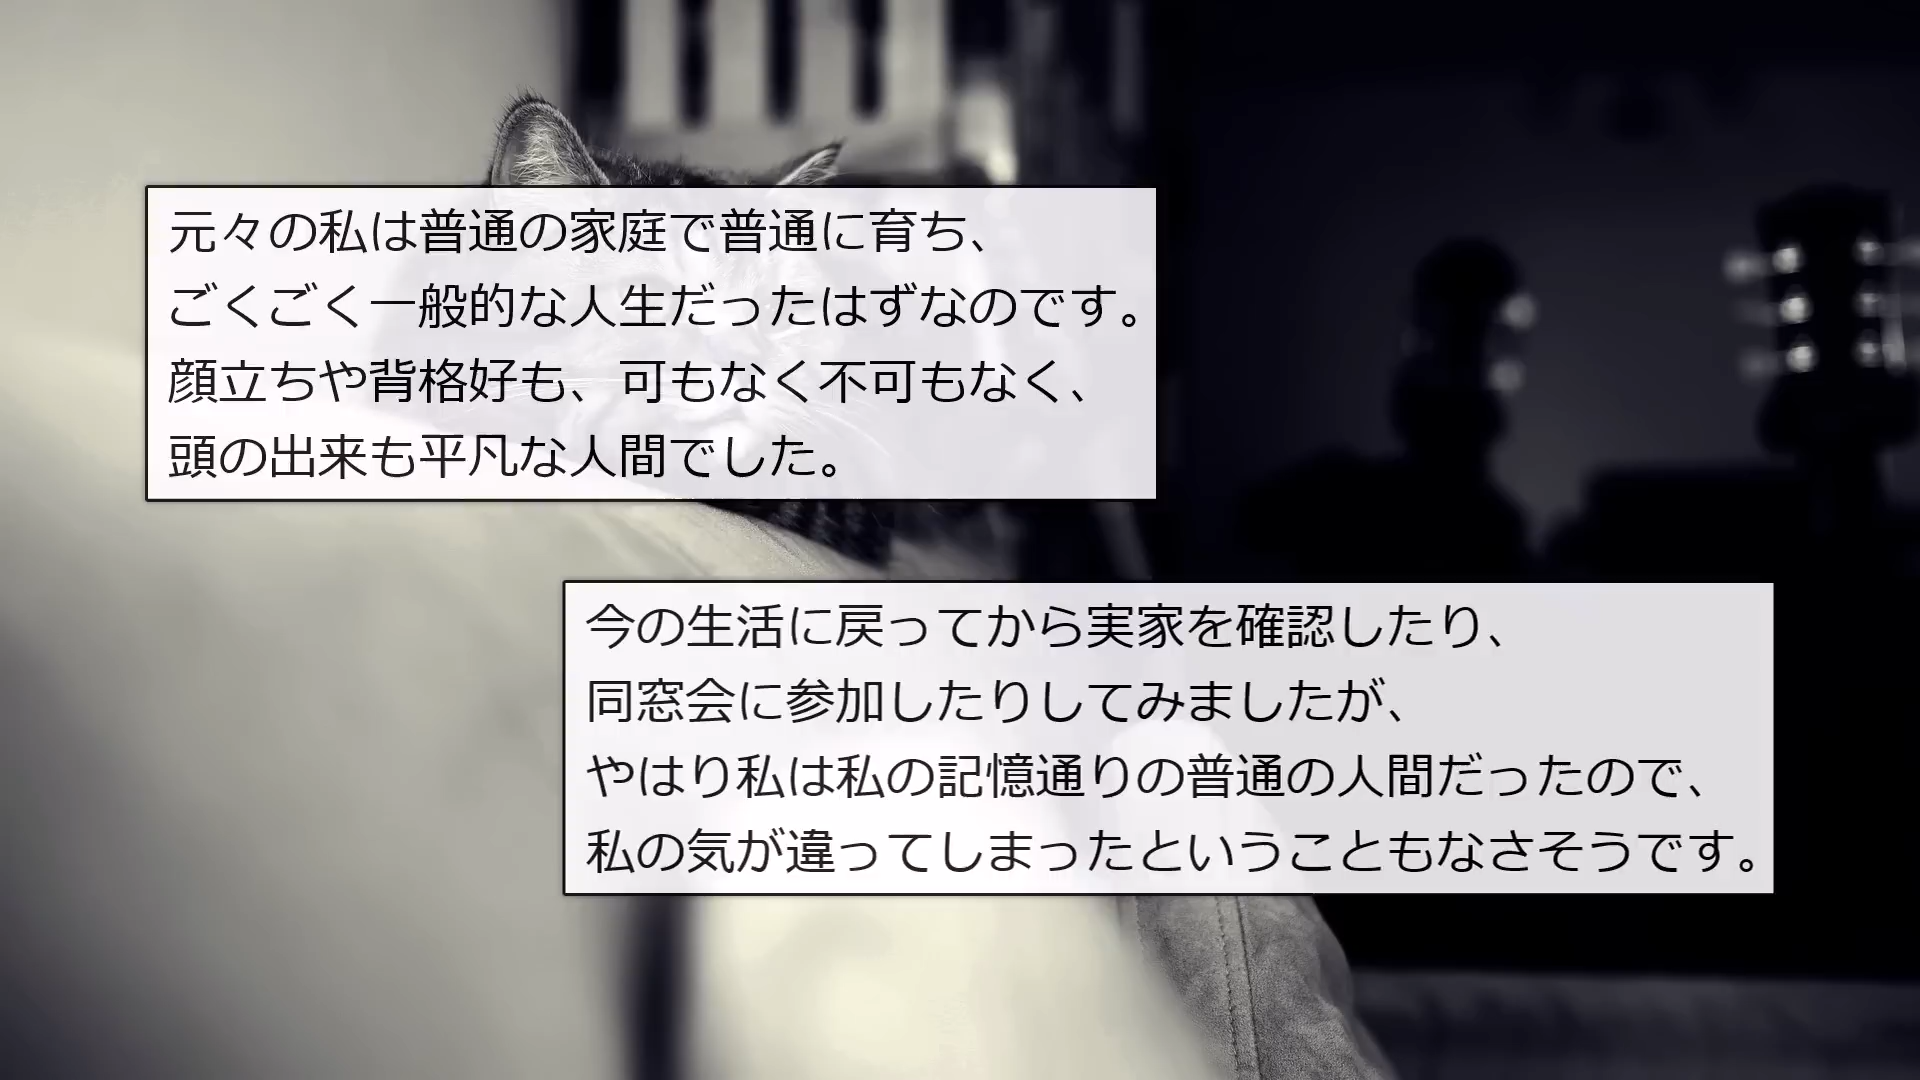 元々の私は普通の家庭で普通に育ち、
ごくごく一般的な人生だったはずなのです。
顔立ちや背格好も、可もなく不可もなく、
頭の出来も平凡な人間でした。
今の生活に戻ってから実家を確認したり、
同窓会に参加したりしてみましたが、
やはり私は私の記憶通りの普通の人間だったので、
私の気が違ってしまったということもなさそうです。